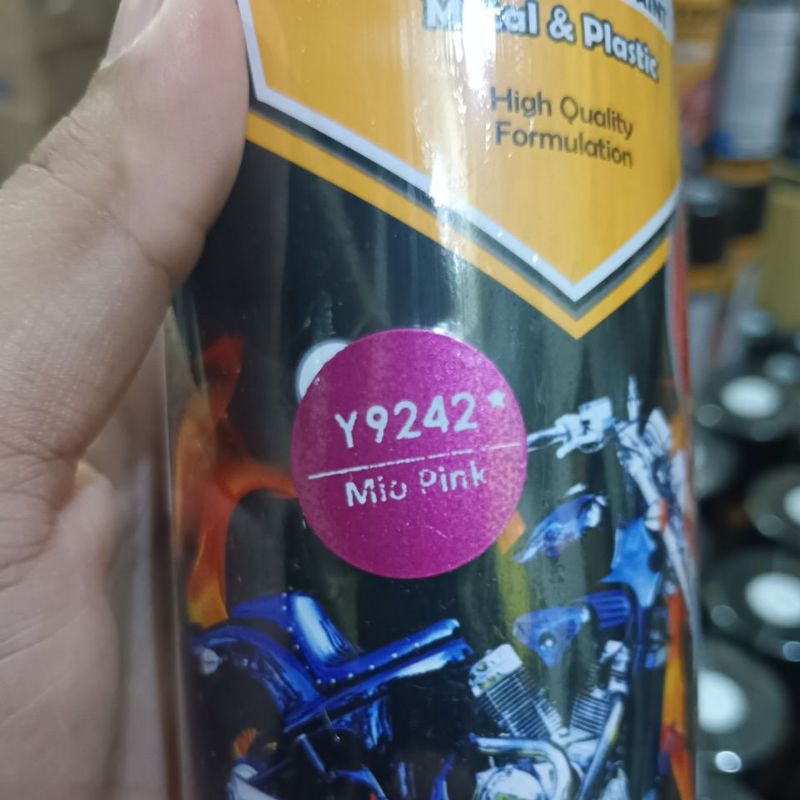 Metal & Plastic
High Quality
Formulation
Y9242*
Mio Pink